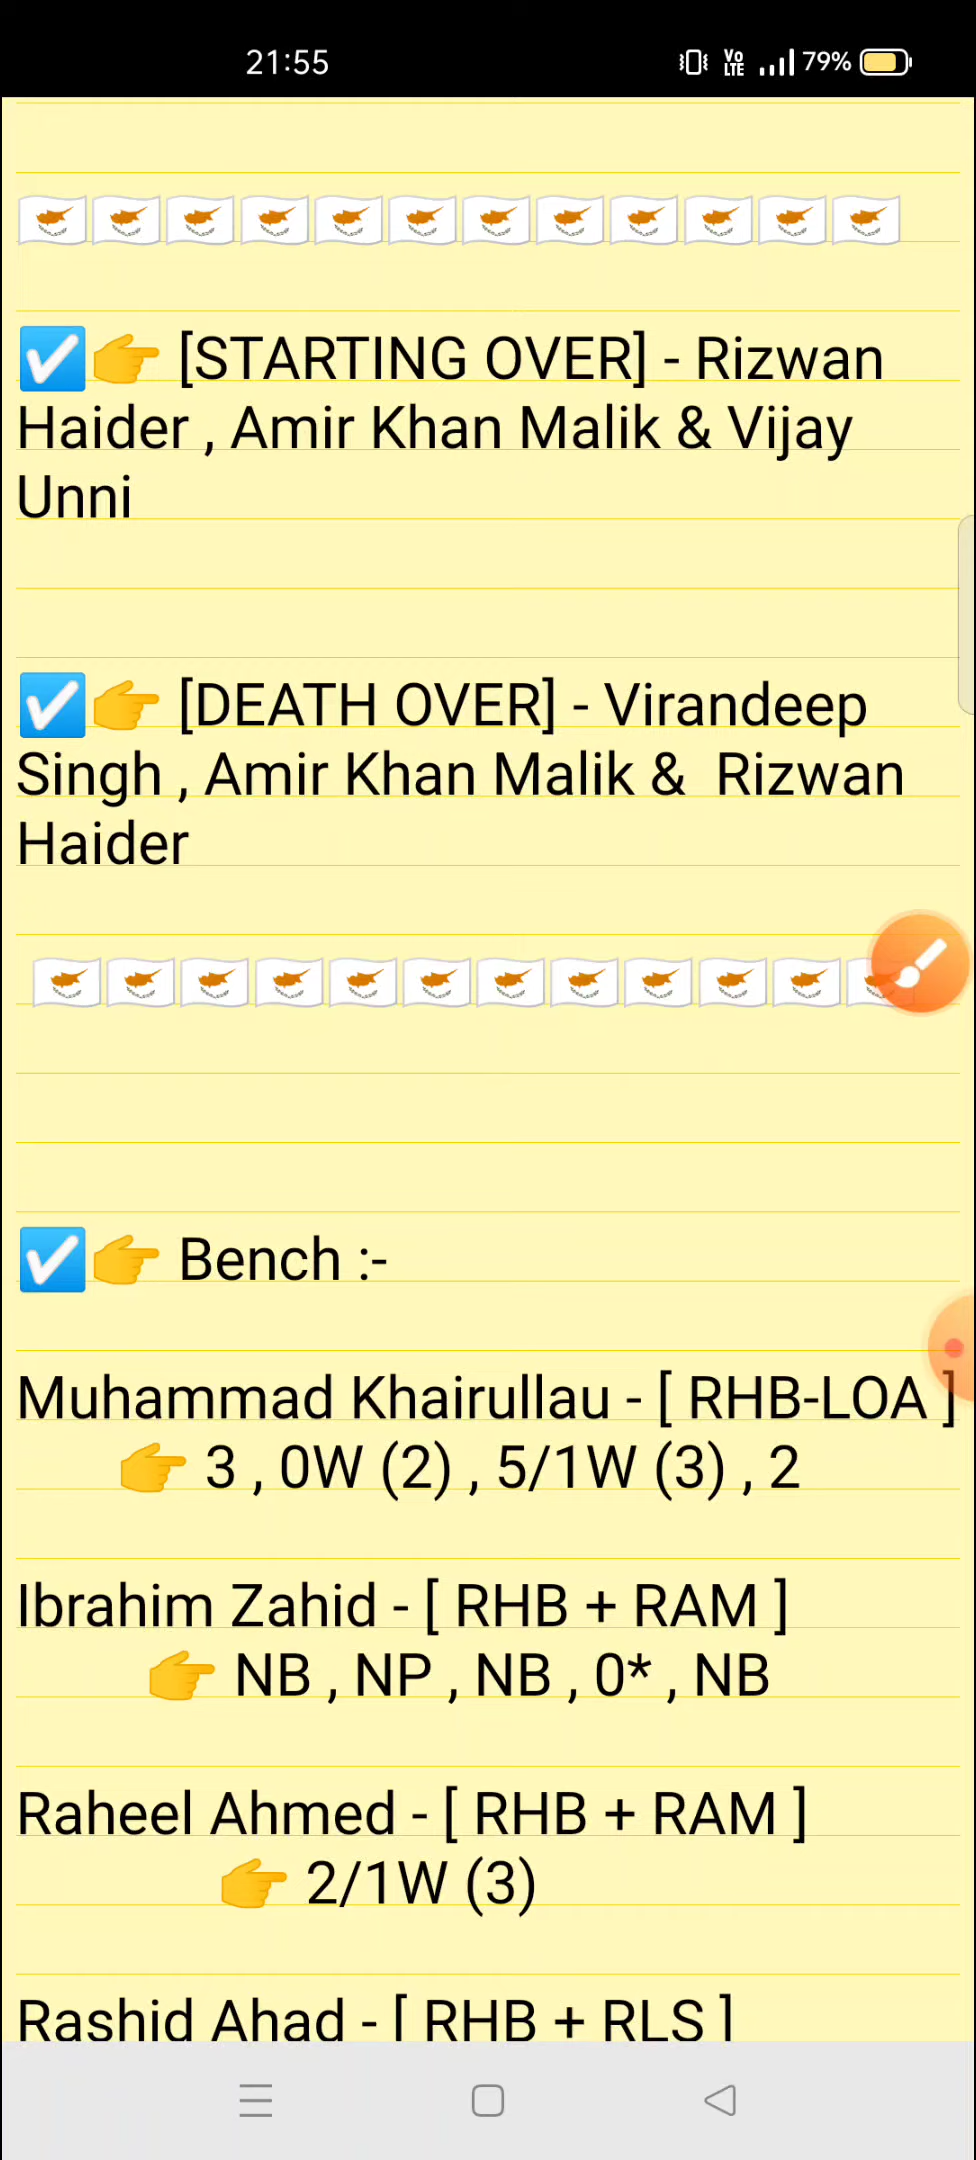 21:55 Vo LTE 79%
🇨🇾🇨🇾🇨🇾🇨🇾🇨🇾🇨🇾🇨🇾🇨🇾🇨🇾🇨🇾🇨🇾🇨🇾
☑️👉 [STARTING OVER] - Rizwan
Haider , Amir Khan Malik & Vijay
Unni
☑️👉 [DEATH OVER] - Virandeep
Singh , Amir Khan Malik &  Rizwan
Haider
🇨🇾🇨🇾🇨🇾🇨🇾🇨🇾🇨🇾🇨🇾🇨🇾🇨🇾🇨🇾🇨🇾🇨🇾
☑️👉 Bench :-
Muhammad Khairullau - [ RHB-LOA ]
👉 3 , 0W (2) , 5/1W (3) , 2
Ibrahim Zahid - [ RHB + RAM ]
👉 NB , NP , NB , 0* , NB
Raheel Ahmed - [ RHB + RAM ]
👉 2/1W (3)
Rashid Ahad - [ RHB + RLS ]